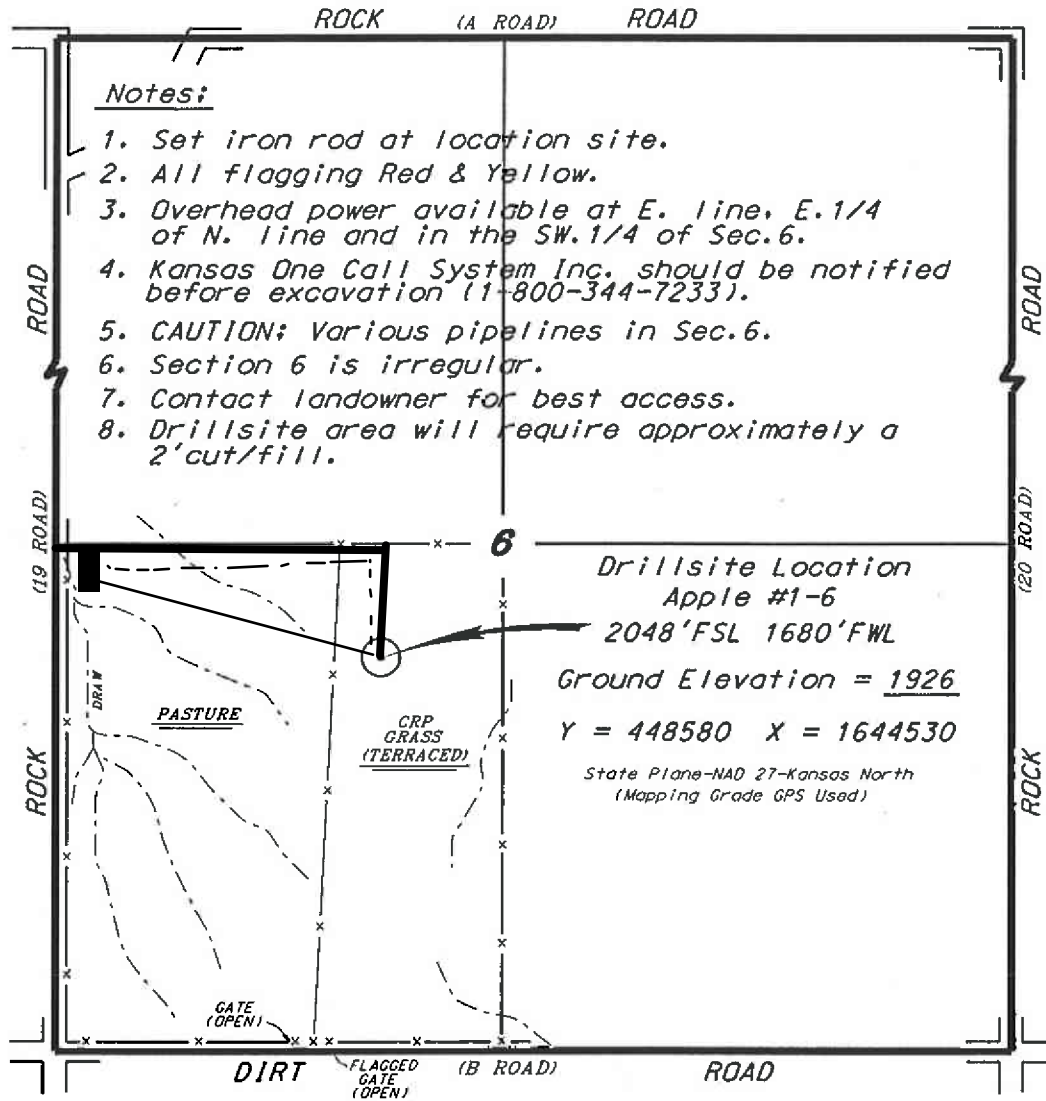 ROCK (A ROAD) ROAD
Notes:
1. Set iron rod at location site.
2. All flagging Red & Yellow.
3. Overhead power available at E. line, E.1/4
of N. line and in the SW.1/4 of Sec.6.
4. Kansas One Call System Inc. should be notified
before excavation (1-800-344-7233).
5. CAUTION: Various pipelines in Sec.6.
6. Section 6 is irregular.
7. Contact landowner for best access.
8. Drillsite area will require approximately a
2'cut/fill.
ROAD
ROAD
(19 ROAD)
(20 ROAD)
6
Drillsite Location
Apple #1-6
2048'FSL 1680'FWL
Ground Elevation = 1926
Y = 448580 X = 1644530
State Plane-NAD 27-Kansas North
(Mapping Grade GPS Used)
DRAW
PASTURE
CRP
GRASS
(TERRACED)
ROCK
ROCK
GATE
(OPEN)
DIRT
FLAGGED
GATE
(OPEN)
(B ROAD)
ROAD